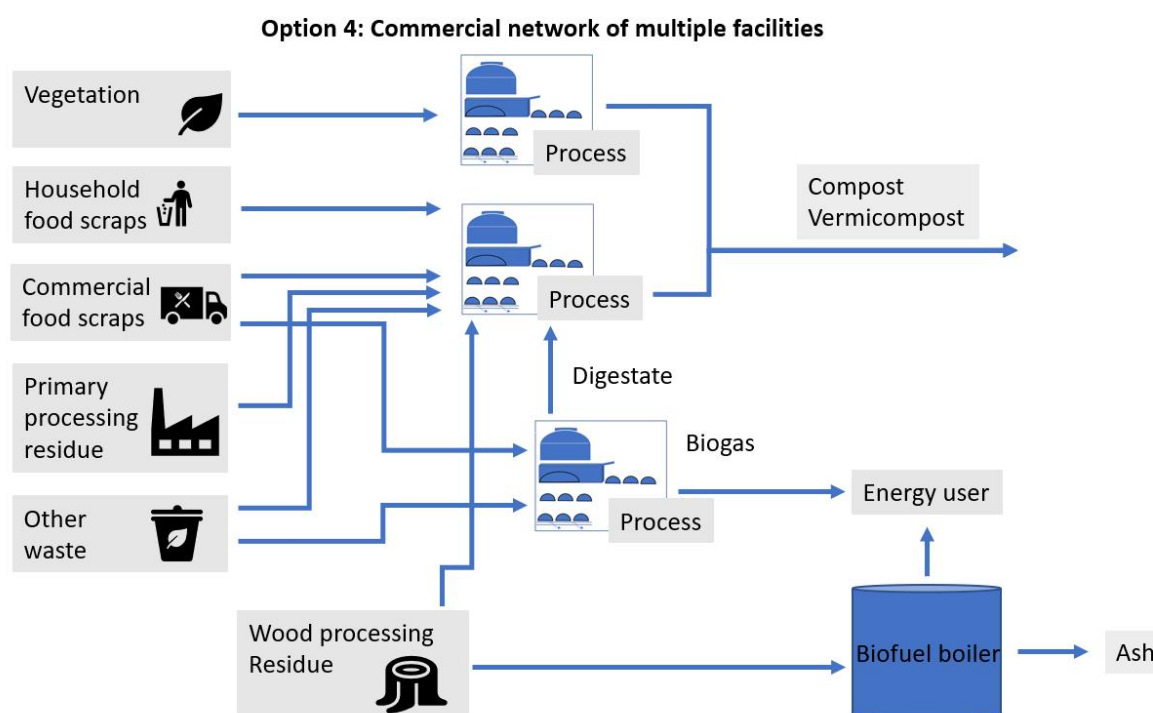 Option 4: Commercial network of multiple facilities
Vegetation
Process
Household
food scraps
Compost
Vermicompost
Commercial
food scraps
Process
Primary
processing
residue
Digestate
Biogas
Other
waste
Process
Energy user
Wood processing
Residue
Biofuel boiler
Ash